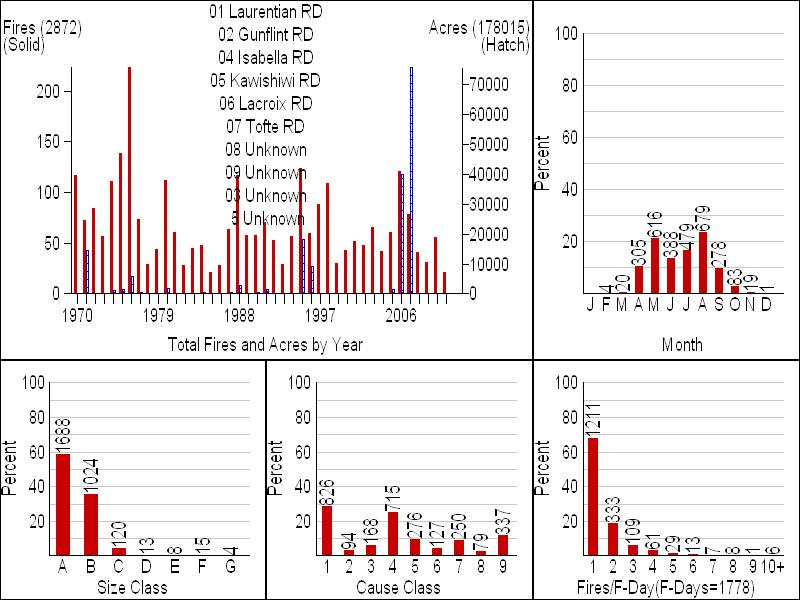 Fires (2872)
(Solid)
01 Laurentian RD
02 Gunflint RD
04 Isabella RD
05 Kawishiwi RD
06 Lacroix RD
07 Tofte RD
08 Unknown
09 Unknown
03 Unknown
5 Unknown
Acres (178015)
(Hatch)
200
150
100
50
0
70000
60000
50000
40000
30000
20000
10000
0
1970 1979 1988 1997 2006
Total Fires and Acres by Year
Percent
100
80
60
40
20
4 20 305 616 388 479 679 278 83 19 1
J F M A M J J A S O N D
Month
Percent
100
80
60
40
20
1688 1024 120 13 8 15 4
A B C D E F G
Size Class
Percent
100
80
60
40
20
826 94 168 715 276 127 250 79 337
1 2 3 4 5 6 7 8 9
Cause Class
Percent
100
80
60
40
20
1211 333 109 61 29 13 7 8 1 6
1 2 3 4 5 6 7 8 9 10+
Fires/F-Day(F-Days=1778)